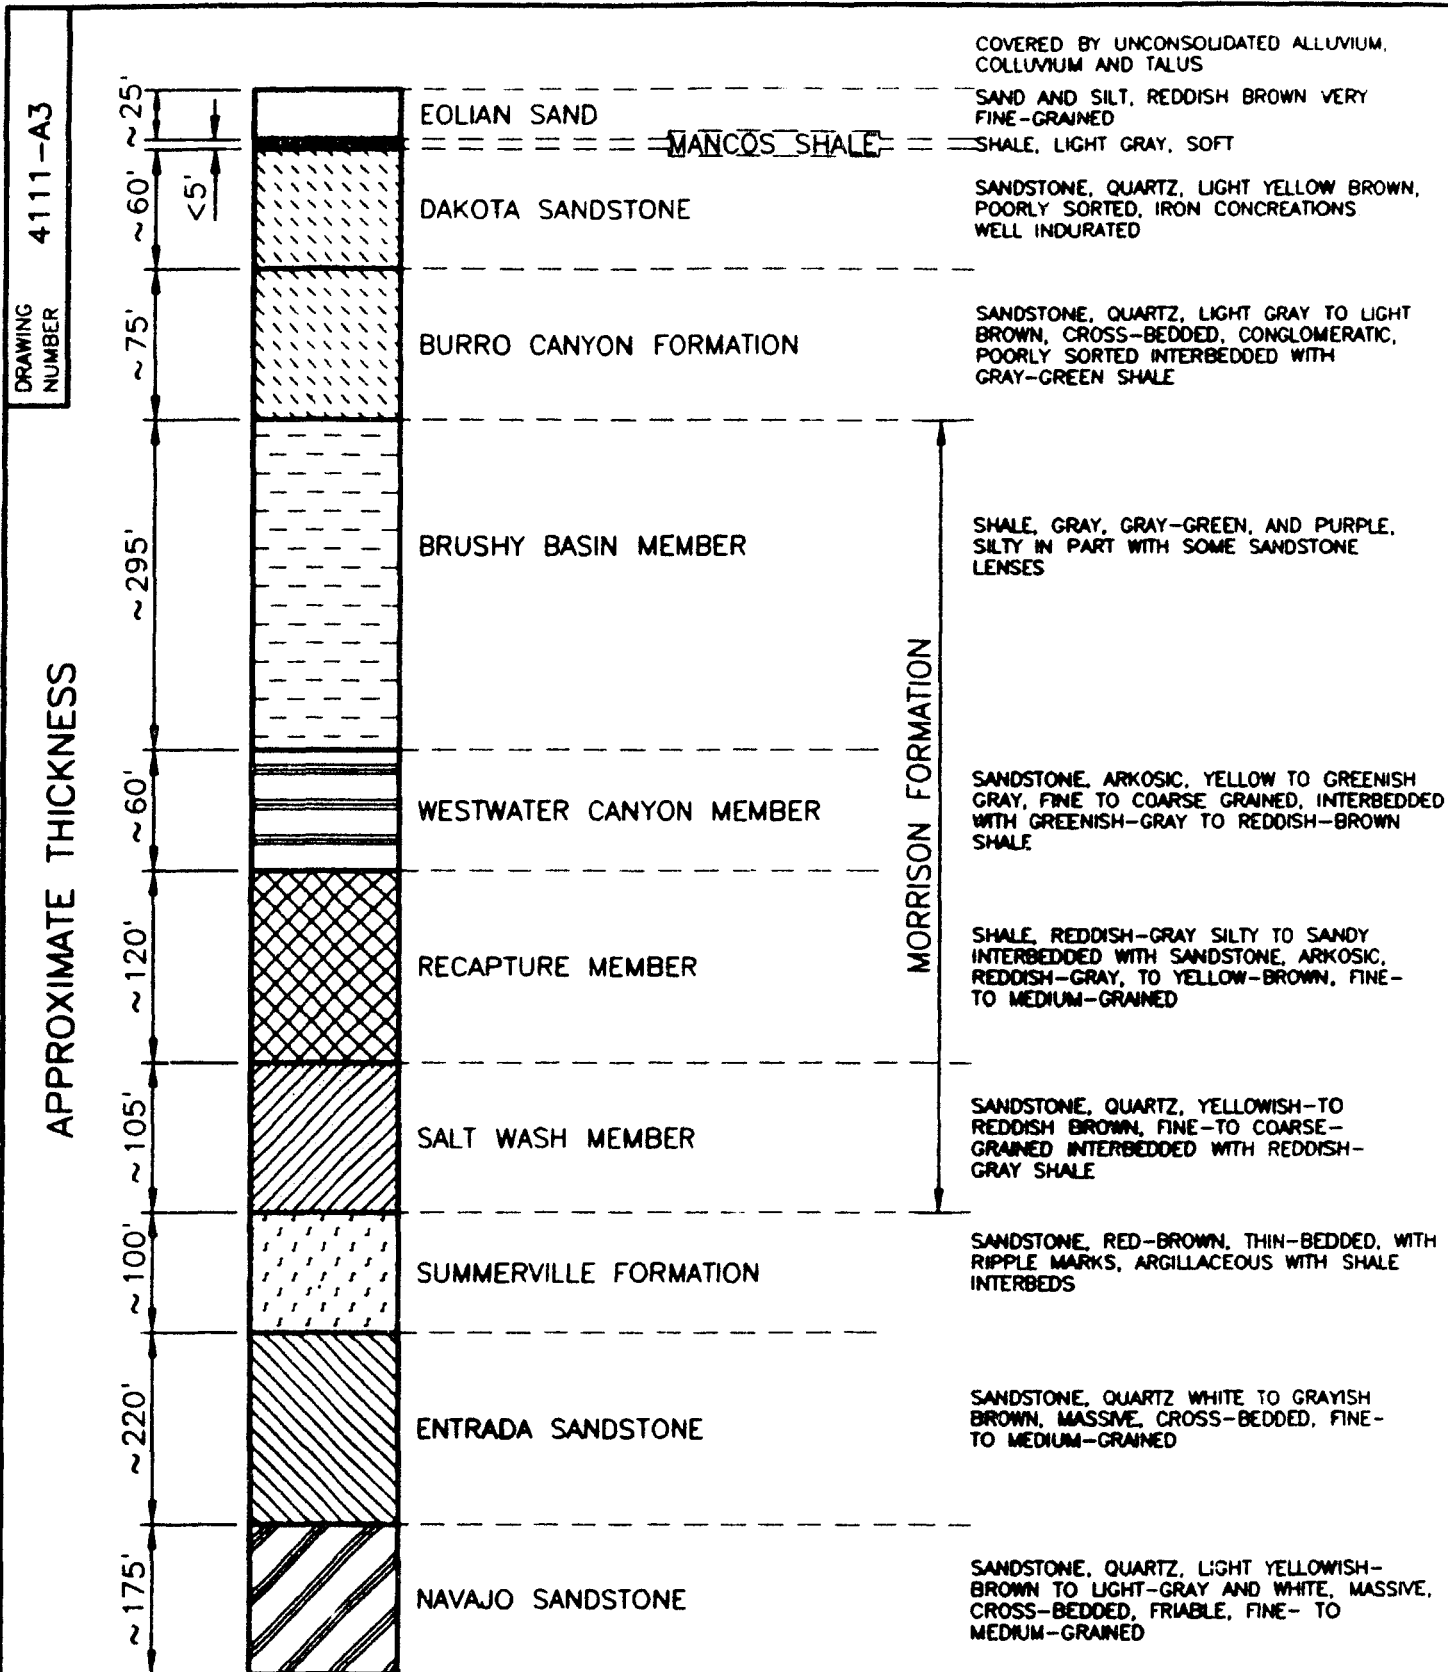 DRAWING
NUMBER 4111-A3
APPROXIMATE THICKNESS
COVERED BY UNCONSOLIDATED ALLUVIUM,
COLLUVIUM AND TALUS
~25'
EOLIAN SAND
SAND AND SILT, REDDISH BROWN VERY
FINE-GRAINED
<5'
MANCOS SHALE
SHALE, LIGHT GRAY, SOFT
~60'
DAKOTA SANDSTONE
SANDSTONE, QUARTZ, LIGHT YELLOW BROWN,
POORLY SORTED, IRON CONCREATIONS
WELL INDURATED
~75'
BURRO CANYON FORMATION
SANDSTONE, QUARTZ, LIGHT GRAY TO LIGHT
BROWN, CROSS-BEDDED, CONGLOMERATIC,
POORLY SORTED INTERBEDDED WITH
GRAY-GREEN SHALE
MORRISON FORMATION
~295'
BRUSHY BASIN MEMBER
SHALE, GRAY, GRAY-GREEN, AND PURPLE,
SILTY IN PART WITH SOME SANDSTONE
LENSES
~60'
WESTWATER CANYON MEMBER
SANDSTONE, ARKOSIC, YELLOW TO GREENISH
GRAY, FINE TO COARSE GRAINED, INTERBEDDED
WITH GREENISH-GRAY TO REDDISH-BROWN
SHALE
~120'
RECAPTURE MEMBER
SHALE, REDDISH-GRAY SILTY TO SANDY
INTERBEDDED WITH SANDSTONE, ARKOSIC,
REDDISH-GRAY, TO YELLOW-BROWN, FINE-
TO MEDIUM-GRAINED
~105'
SALT WASH MEMBER
SANDSTONE, QUARTZ, YELLOWISH-TO
REDDISH BROWN, FINE-TO COARSE-
GRAINED INTERBEDDED WITH REDDISH-
GRAY SHALE
~100'
SUMMERVILLE FORMATION
SANDSTONE, RED-BROWN, THIN-BEDDED, WITH
RIPPLE MARKS, ARGILLACEOUS WITH SHALE
INTERBEDS
~220'
ENTRADA SANDSTONE
SANDSTONE, QUARTZ WHITE TO GRAYISH
BROWN, MASSIVE, CROSS-BEDDED, FINE-
TO MEDIUM-GRAINED
~175'
NAVAJO SANDSTONE
SANDSTONE, QUARTZ, LIGHT YELLOWISH-
BROWN TO LIGHT-GRAY AND WHITE, MASSIVE,
CROSS-BEDDED, FRIABLE, FINE- TO
MEDIUM-GRAINED